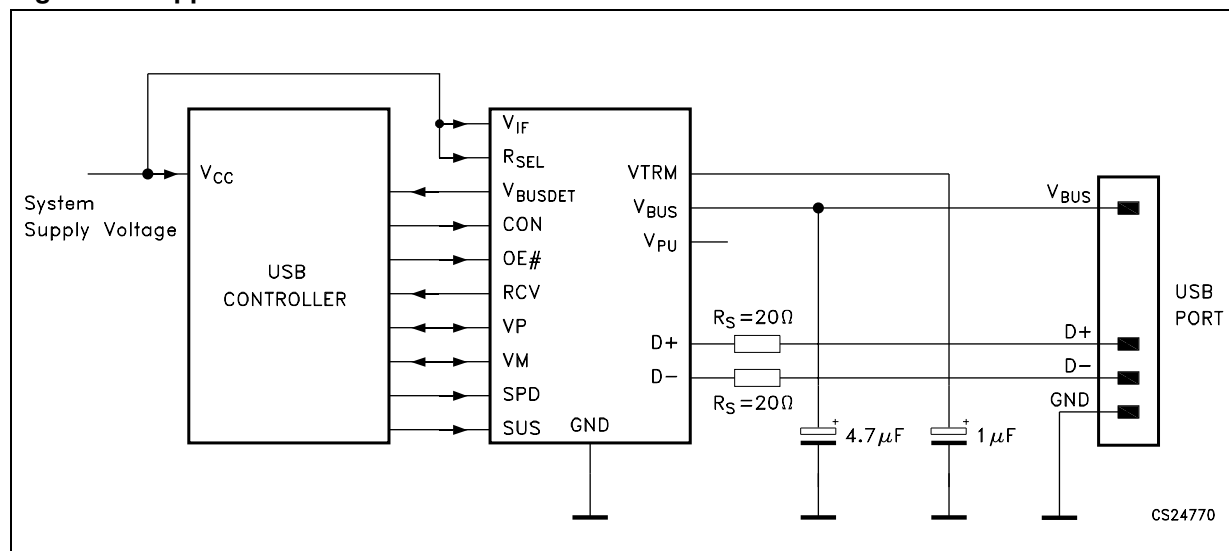 System
Supply Voltage
V_CC
USB
CONTROLLER
V_IF
R_SEL
V_BUSDET
CON
OE#
RCV
VP
VM
SPD
SUS
GND
VTRM
V_BUS
V_PU
D+
D−
R_S=20Ω
R_S=20Ω
4.7μF
+
1μF
+
V_BUS
D+
D−
GND
USB
PORT
CS24770